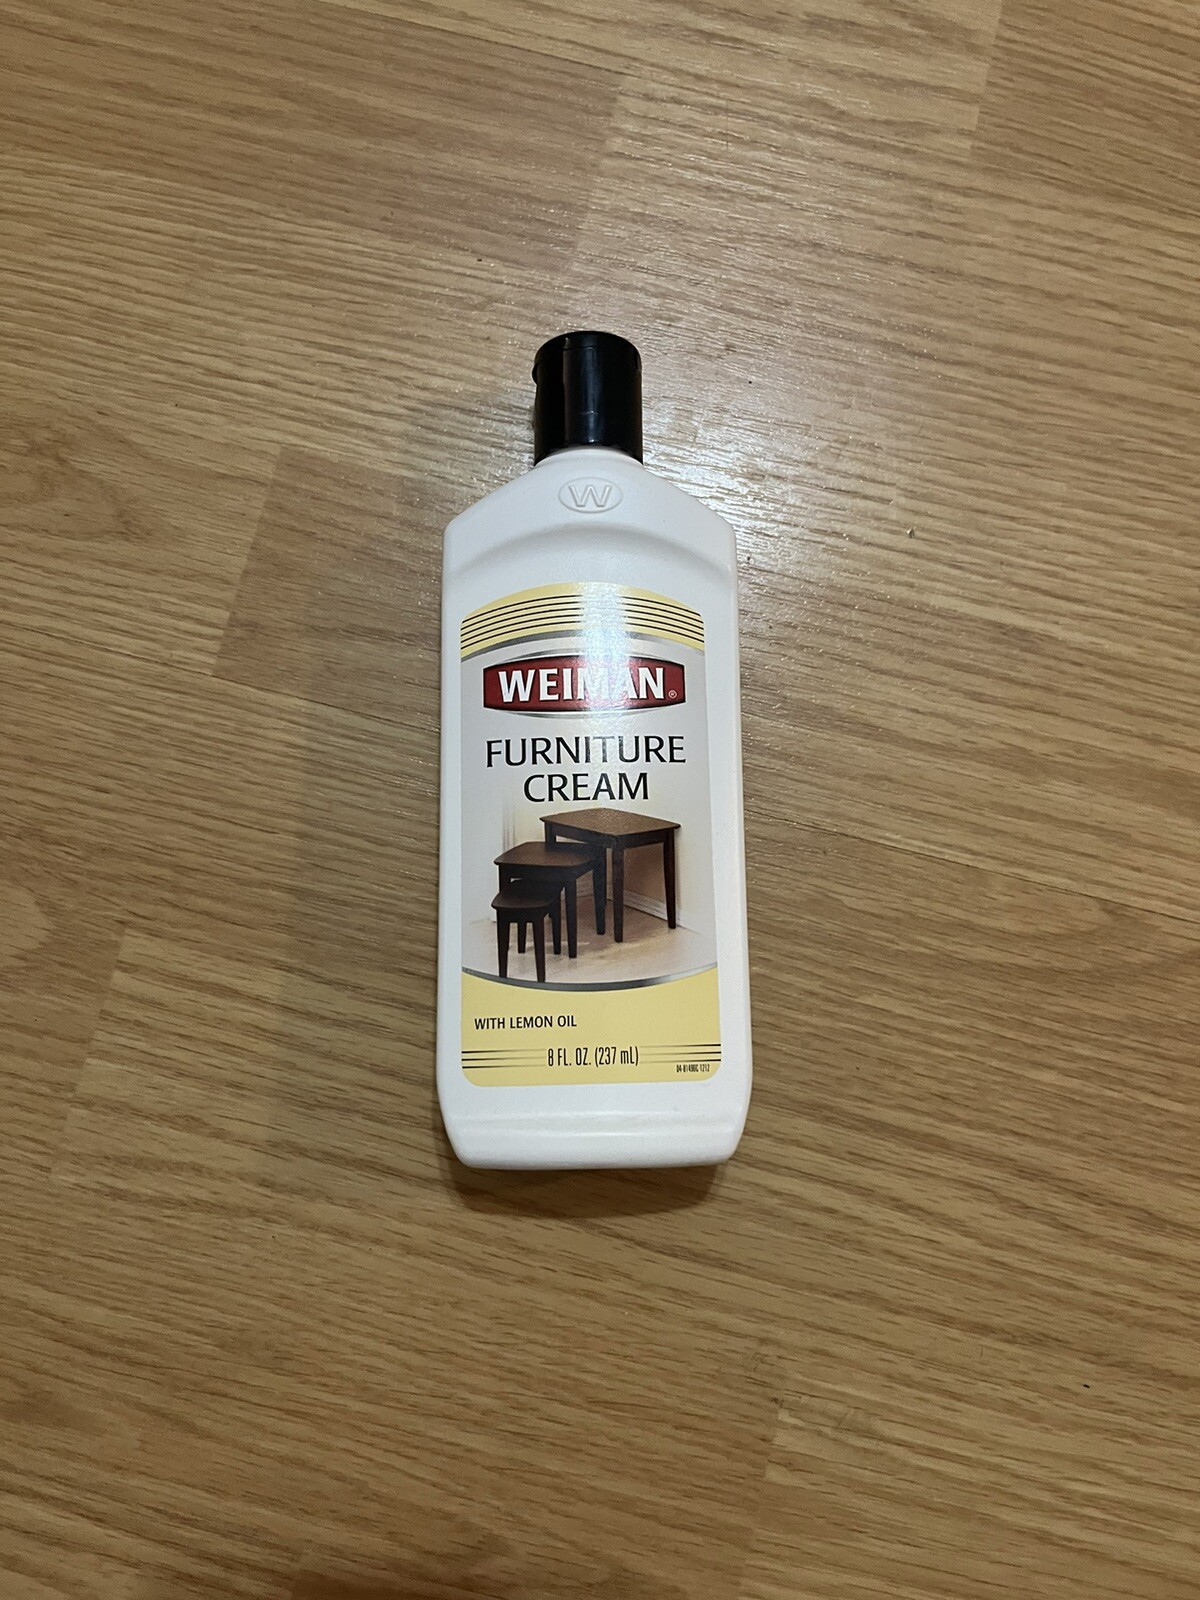 W
WEIMAN®
FURNITURE
CREAM
WITH LEMON OIL
8 FL. OZ. (237 mL)